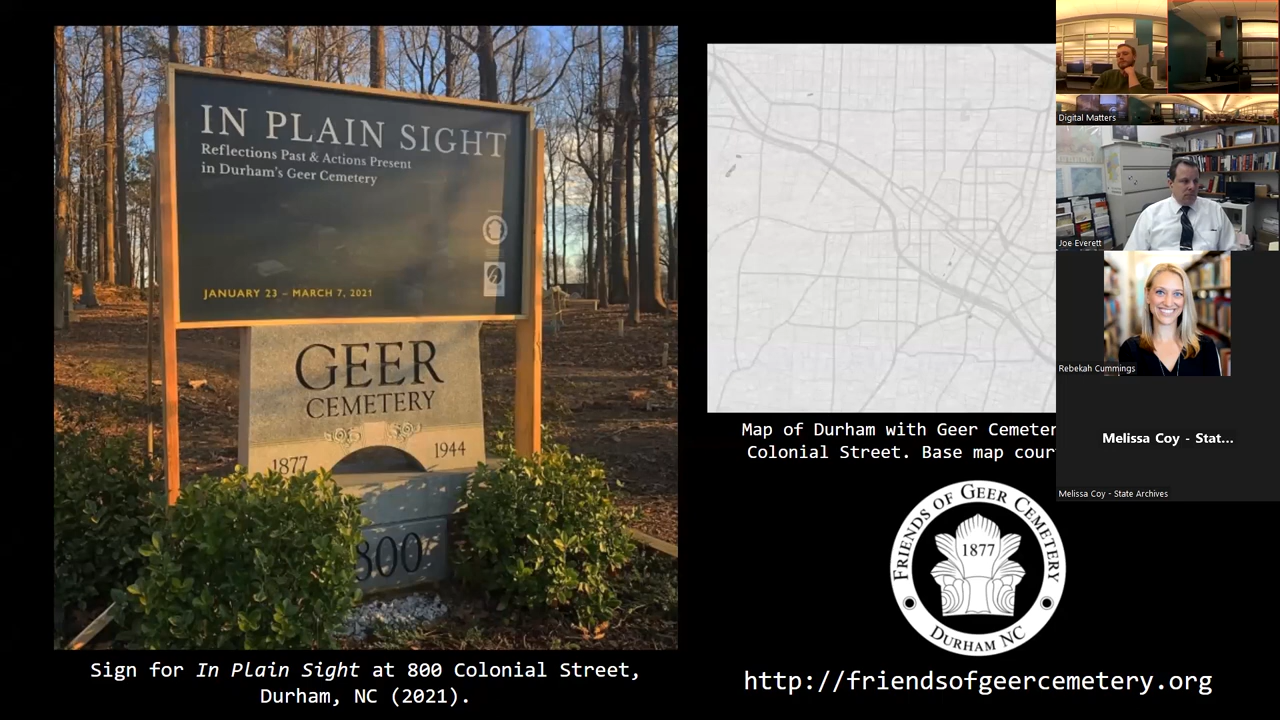 IN PLAIN SIGHT
Reflections Past & Actions Present
in Durham's Geer Cemetery
JANUARY 23 – MARCH 7, 2021
GEER
CEMETERY
1877
1944
800
Sign for In Plain Sight at 800 Colonial Street,
Durham, NC (2021).
Map of Durham with Geer
Colonial Street. Base map
FRIENDS OF GEER CEMETERY
1877
DURHAM NC
http://friendsofgeercemetery.org
Digital Matters
Joe Everett
Rebekah Cummings
Melissa Coy - Stat...
Melissa Coy - State Archives